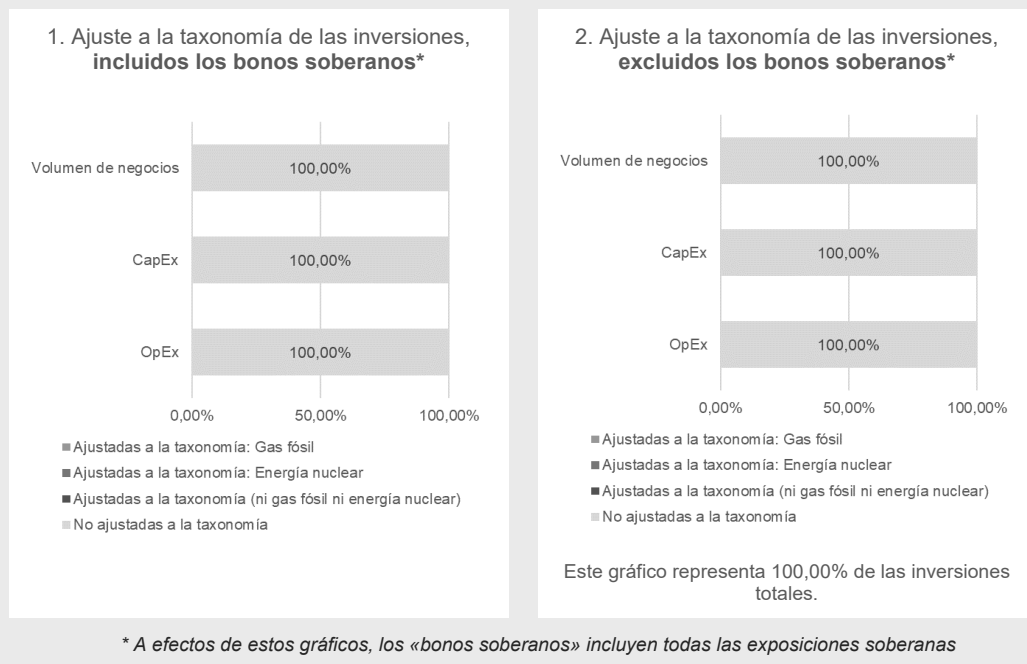 1. Ajuste a la taxonomía de las inversiones,
incluidos los bonos soberanos*
Volumen de negocios
100,00%
CapEx
100,00%
OpEx
100,00%
0,00%
50,00%
100,00%
Ajustadas a la taxonomía: Gas fósil
Ajustadas a la taxonomía: Energía nuclear
Ajustadas a la taxonomía (ni gas fósil ni energía nuclear)
No ajustadas a la taxonomía
2. Ajuste a la taxonomía de las inversiones,
excluidos los bonos soberanos*
Volumen de negocios
100,00%
CapEx
100,00%
OpEx
100,00%
0,00%
50,00%
100,00%
Ajustadas a la taxonomía: Gas fósil
Ajustadas a la taxonomía: Energía nuclear
Ajustadas a la taxonomía (ni gas fósil ni energía nuclear)
No ajustadas a la taxonomía
Este gráfico representa 100,00% de las inversiones
totales.
* A efectos de estos gráficos, los «bonos soberanos» incluyen todas las exposiciones soberanas